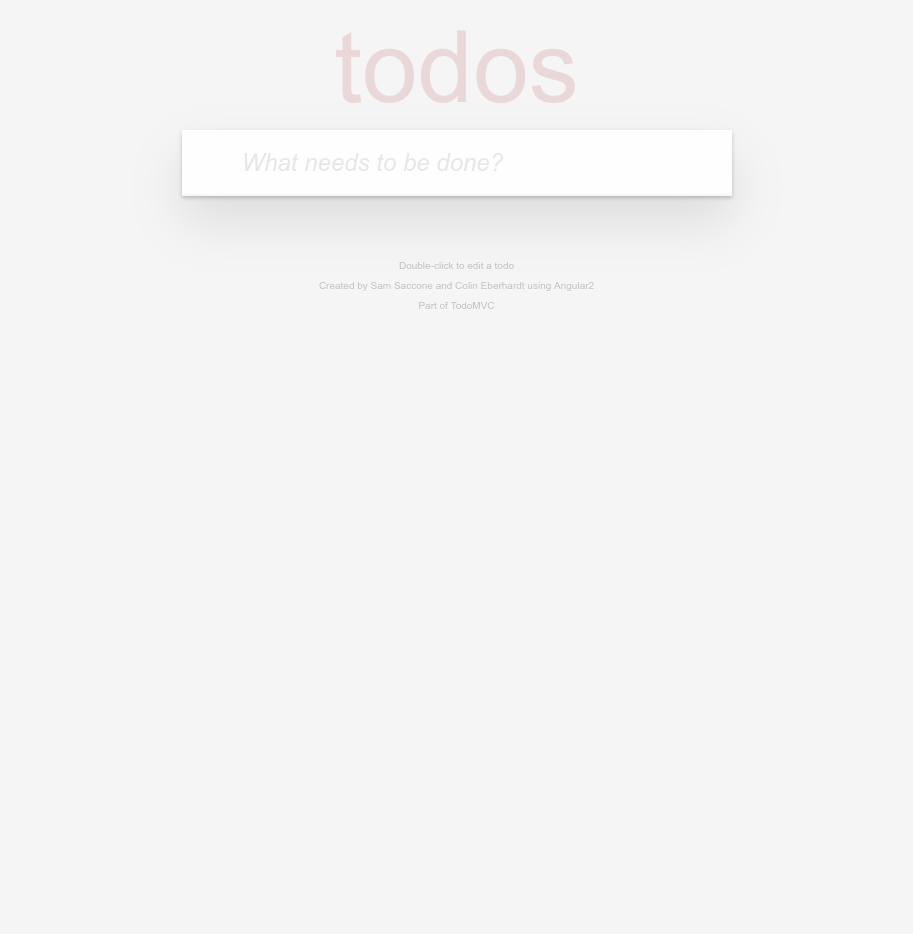 todos
What needs to be done?
Double-click to edit a todo
Created by Sam Saccone and Colin Eberhardt using Angular2
Part of TodoMVC